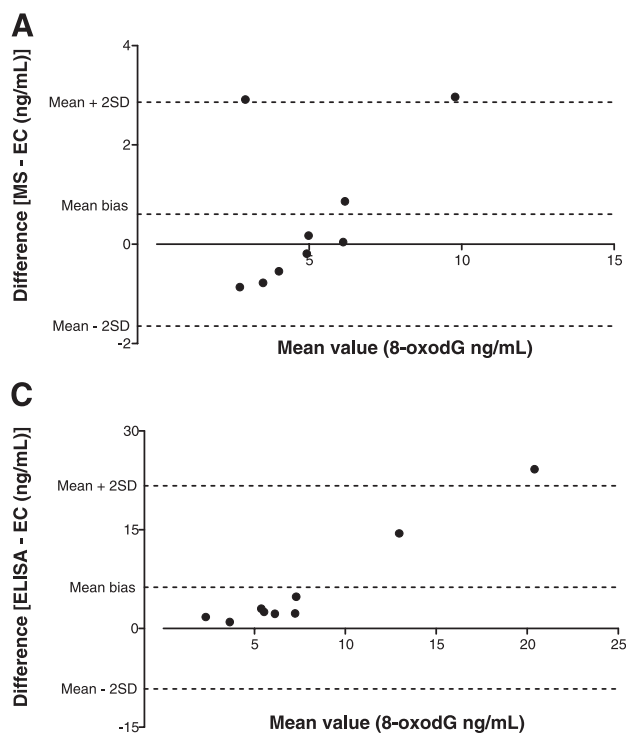 A
Difference [MS - EC (ng/mL)]
4
Mean + 2SD
2
Mean bias
0
5
10
15
Mean - 2SD
-2
Mean value (8-oxodG ng/mL)
C
Difference [ELISA - EC (ng/mL)]
30
Mean + 2SD
15
Mean bias
0
5
10
15
20
25
Mean - 2SD
-15
Mean value (8-oxodG ng/mL)